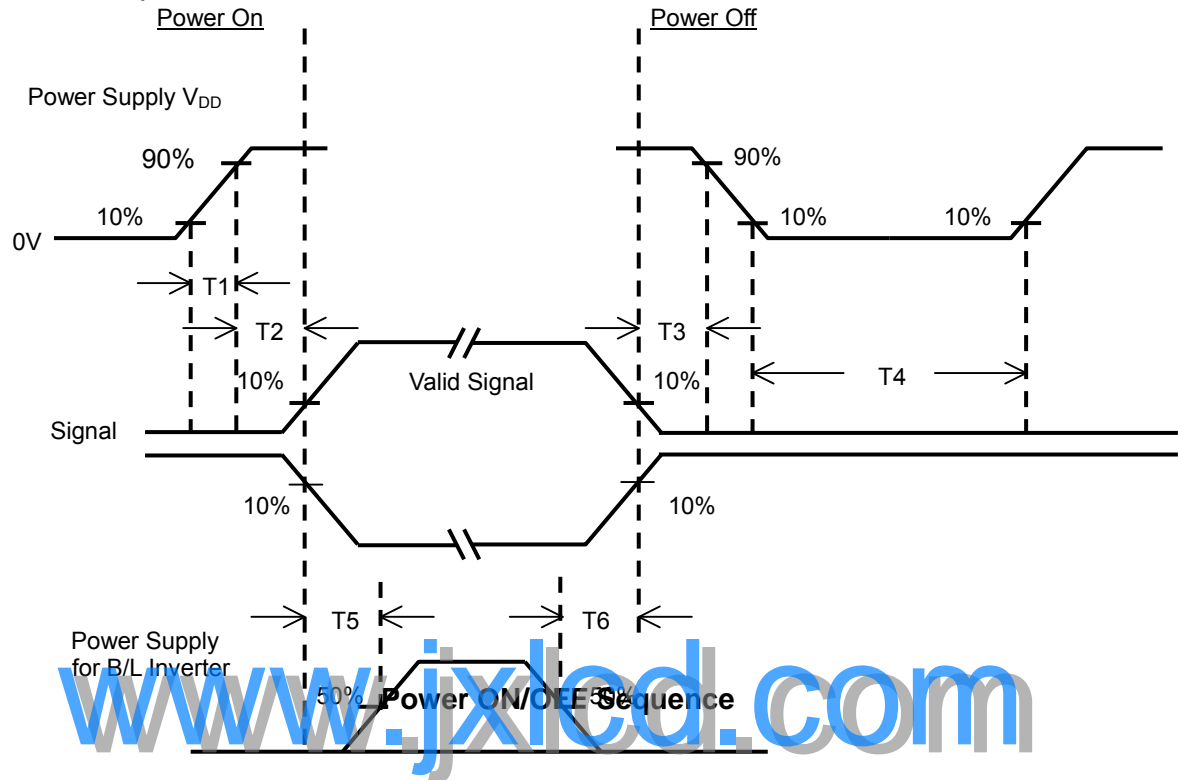 Power On
Power Off
Power Supply VDD
90%
90%
10%
10%
10%
0V
T1
T2
T3
T4
10%
Valid Signal
10%
Signal
10%
10%
T5
T6
Power Supply
for B/L Inverter
50%
50%
Power ON/OFF Sequence
www.jxlcd.com